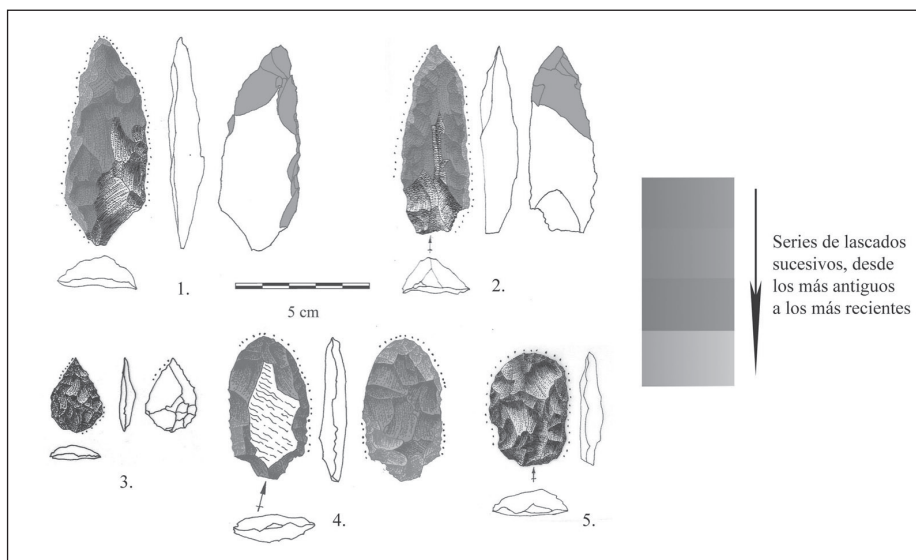 1.
2.
5 cm
3.
4.
5.
Series de lascados
sucesivos, desde
los más antiguos
a los más recientes